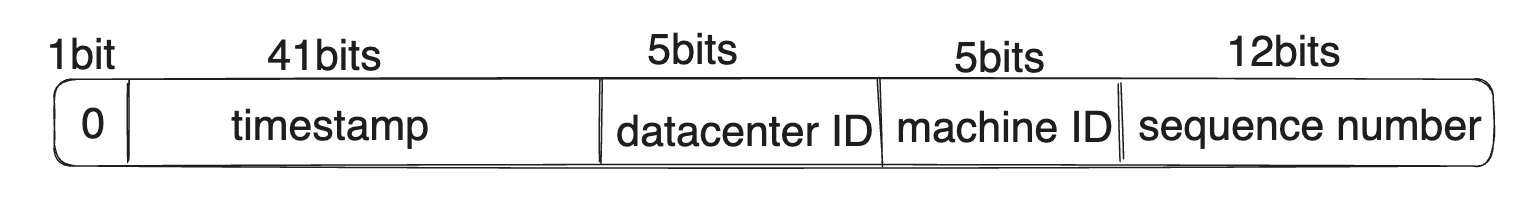 1bit 41bits 5bits 5bits 12bits
0 timestamp datacenter ID machine ID sequence number